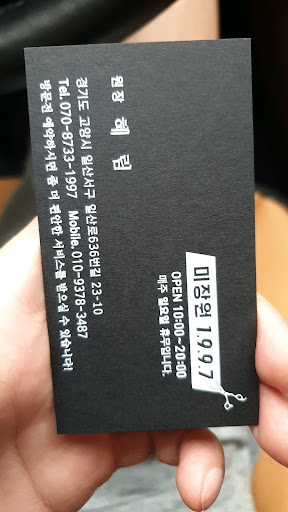 미장원 1.9.9.7
OPEN 10:00~20:00
매주 일요일 휴무입니다.
원장 혜림
경기도 고양시 일산서구 일산로636번길 23-10
Tel.070-8733-1997 Mobile.010-9378-3487
방문전 예약하시면 좀 더 편안한 서비스를 받으실 수 있습니다!